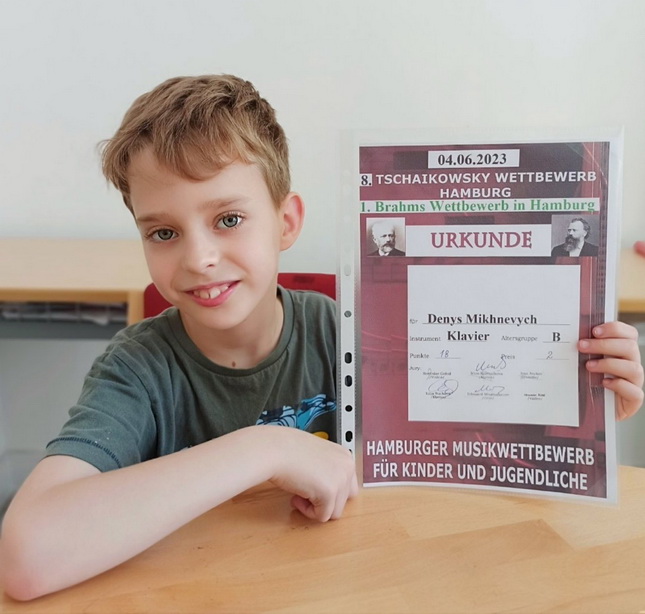 04.06.2023
8. TSCHAIKOWSKY WETTBEWERB
HAMBURG
1. Brahms Wettbewerb in Hamburg
URKUNDE
für Denys Mikhnevych
Instrument Klavier Altersgruppe B
Punkte 18 Preis 2
Jury
HAMBURGER MUSIKWETTBEWERB
FÜR KINDER UND JUGENDLICHE